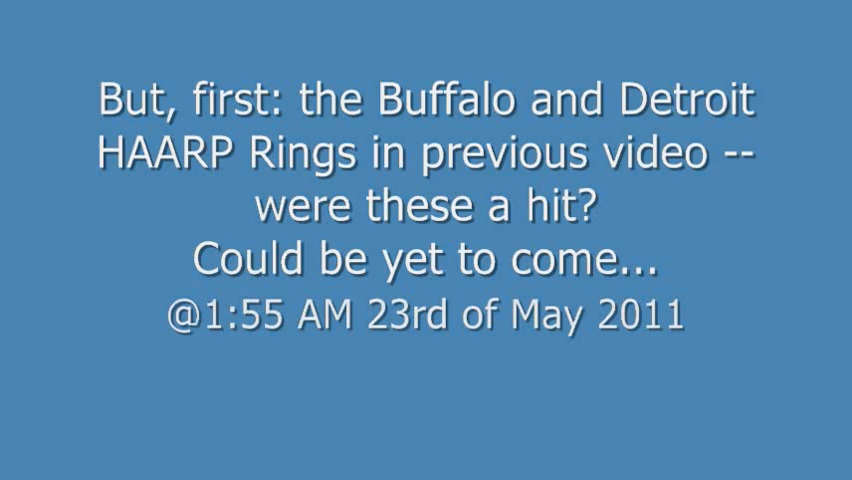 But, first: the Buffalo and Detroit
HAARP Rings in previous video --
were these a hit?
Could be yet to come...
@1:55 AM 23rd of May 2011